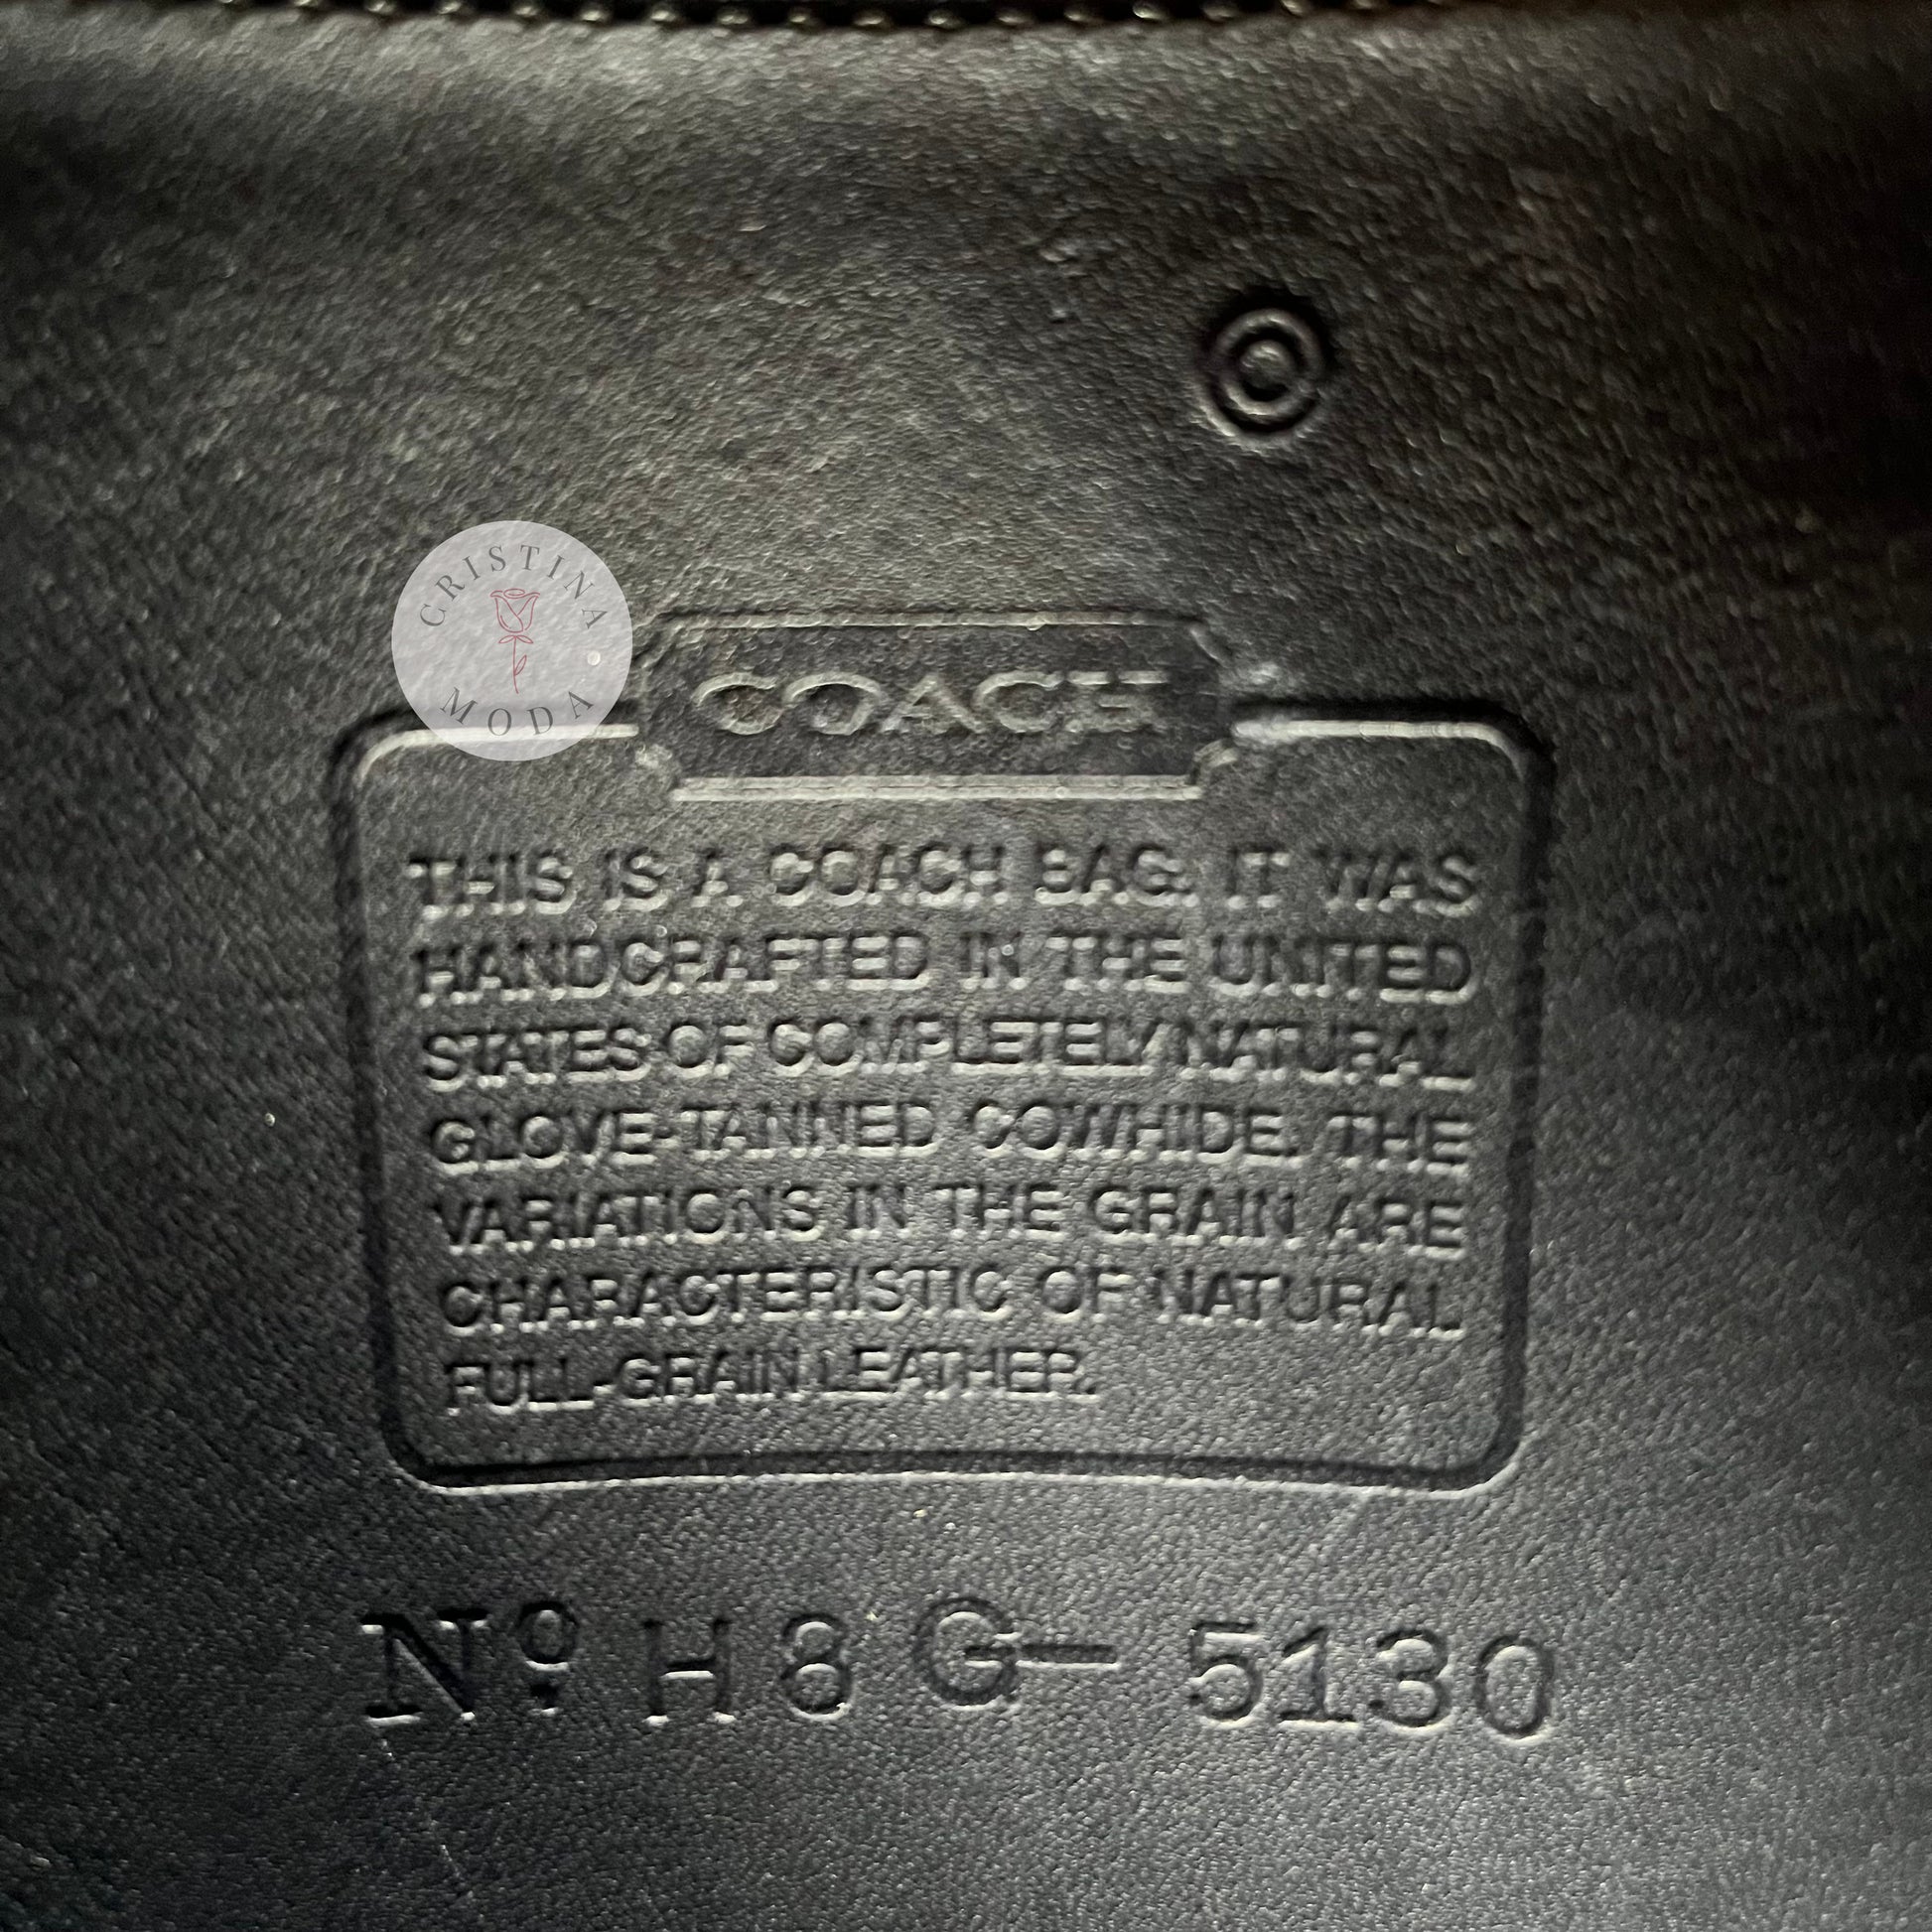 CRISTINA
MODA
COACH
THIS IS A COACH BAG. IT WAS
HANDCRAFTED IN THE UNITED
STATES OF COMPLETELY NATURAL
GLOVE-TANNED COWHIDE. THE
VARIATIONS IN THE GRAIN ARE
CHARACTERISTIC OF NATURAL
FULL-GRAIN LEATHER.
Nº H8G-5130